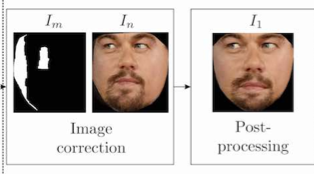 I_m I_n I_1
Image Post-
correction processing